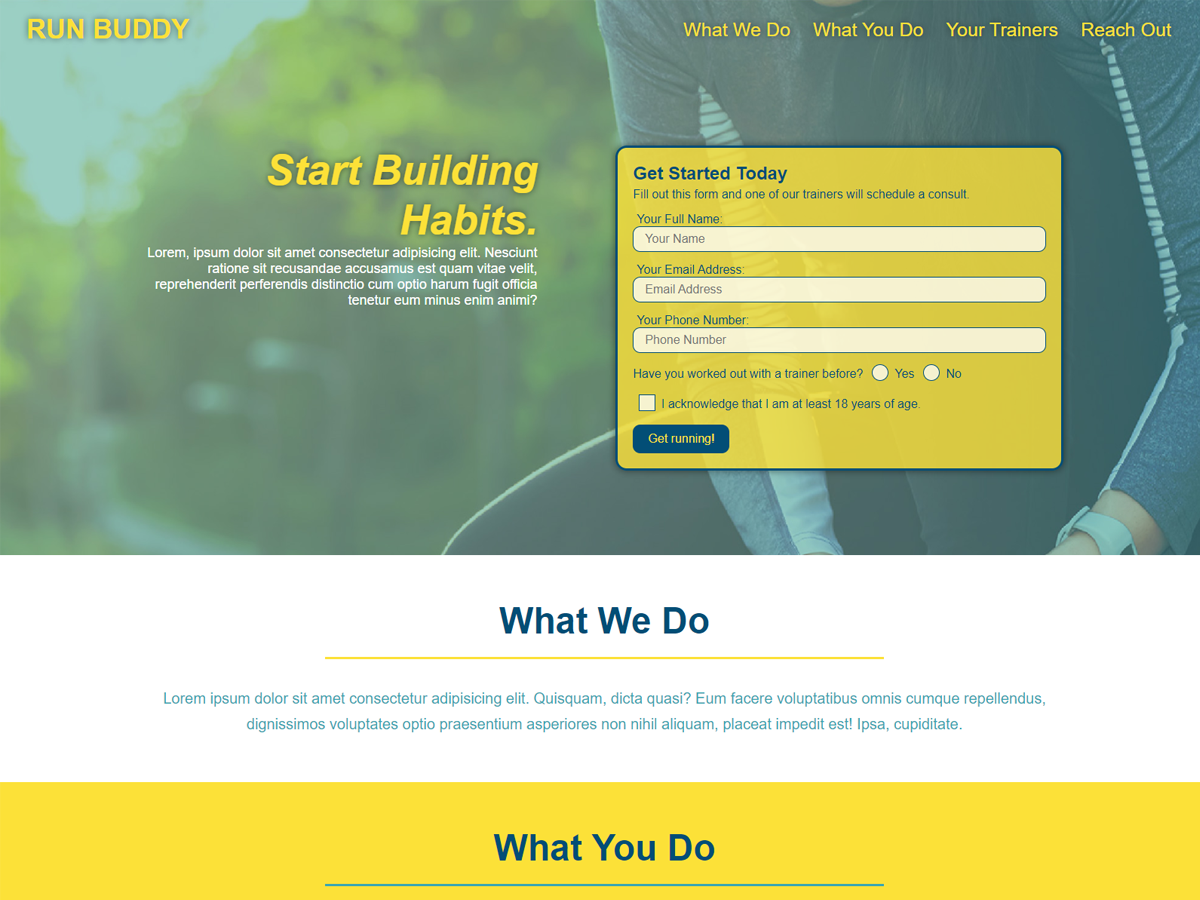 RUN BUDDY
What We Do
What You Do
Your Trainers
Reach Out
Start Building
Habits.
Lorem, ipsum dolor sit amet consectetur adipisicing elit. Nesciunt
ratione sit recusandae accusamus est quam vitae velit,
reprehenderit perferendis distinctio cum optio harum fugit officia
tenetur eum minus enim animi?
Get Started Today
Fill out this form and one of our trainers will schedule a consult.
Your Full Name:
Your Name
Your Email Address:
Email Address
Your Phone Number:
Phone Number
Have you worked out with a trainer before? Yes No
I acknowledge that I am at least 18 years of age.
Get running!
What We Do
Lorem ipsum dolor sit amet consectetur adipisicing elit. Quisquam, dicta quasi? Eum facere voluptatibus omnis cumque repellendus,
dignissimos voluptates optio praesentium asperiores non nihil aliquam, placeat impedit est! Ipsa, cupiditate.
What You Do